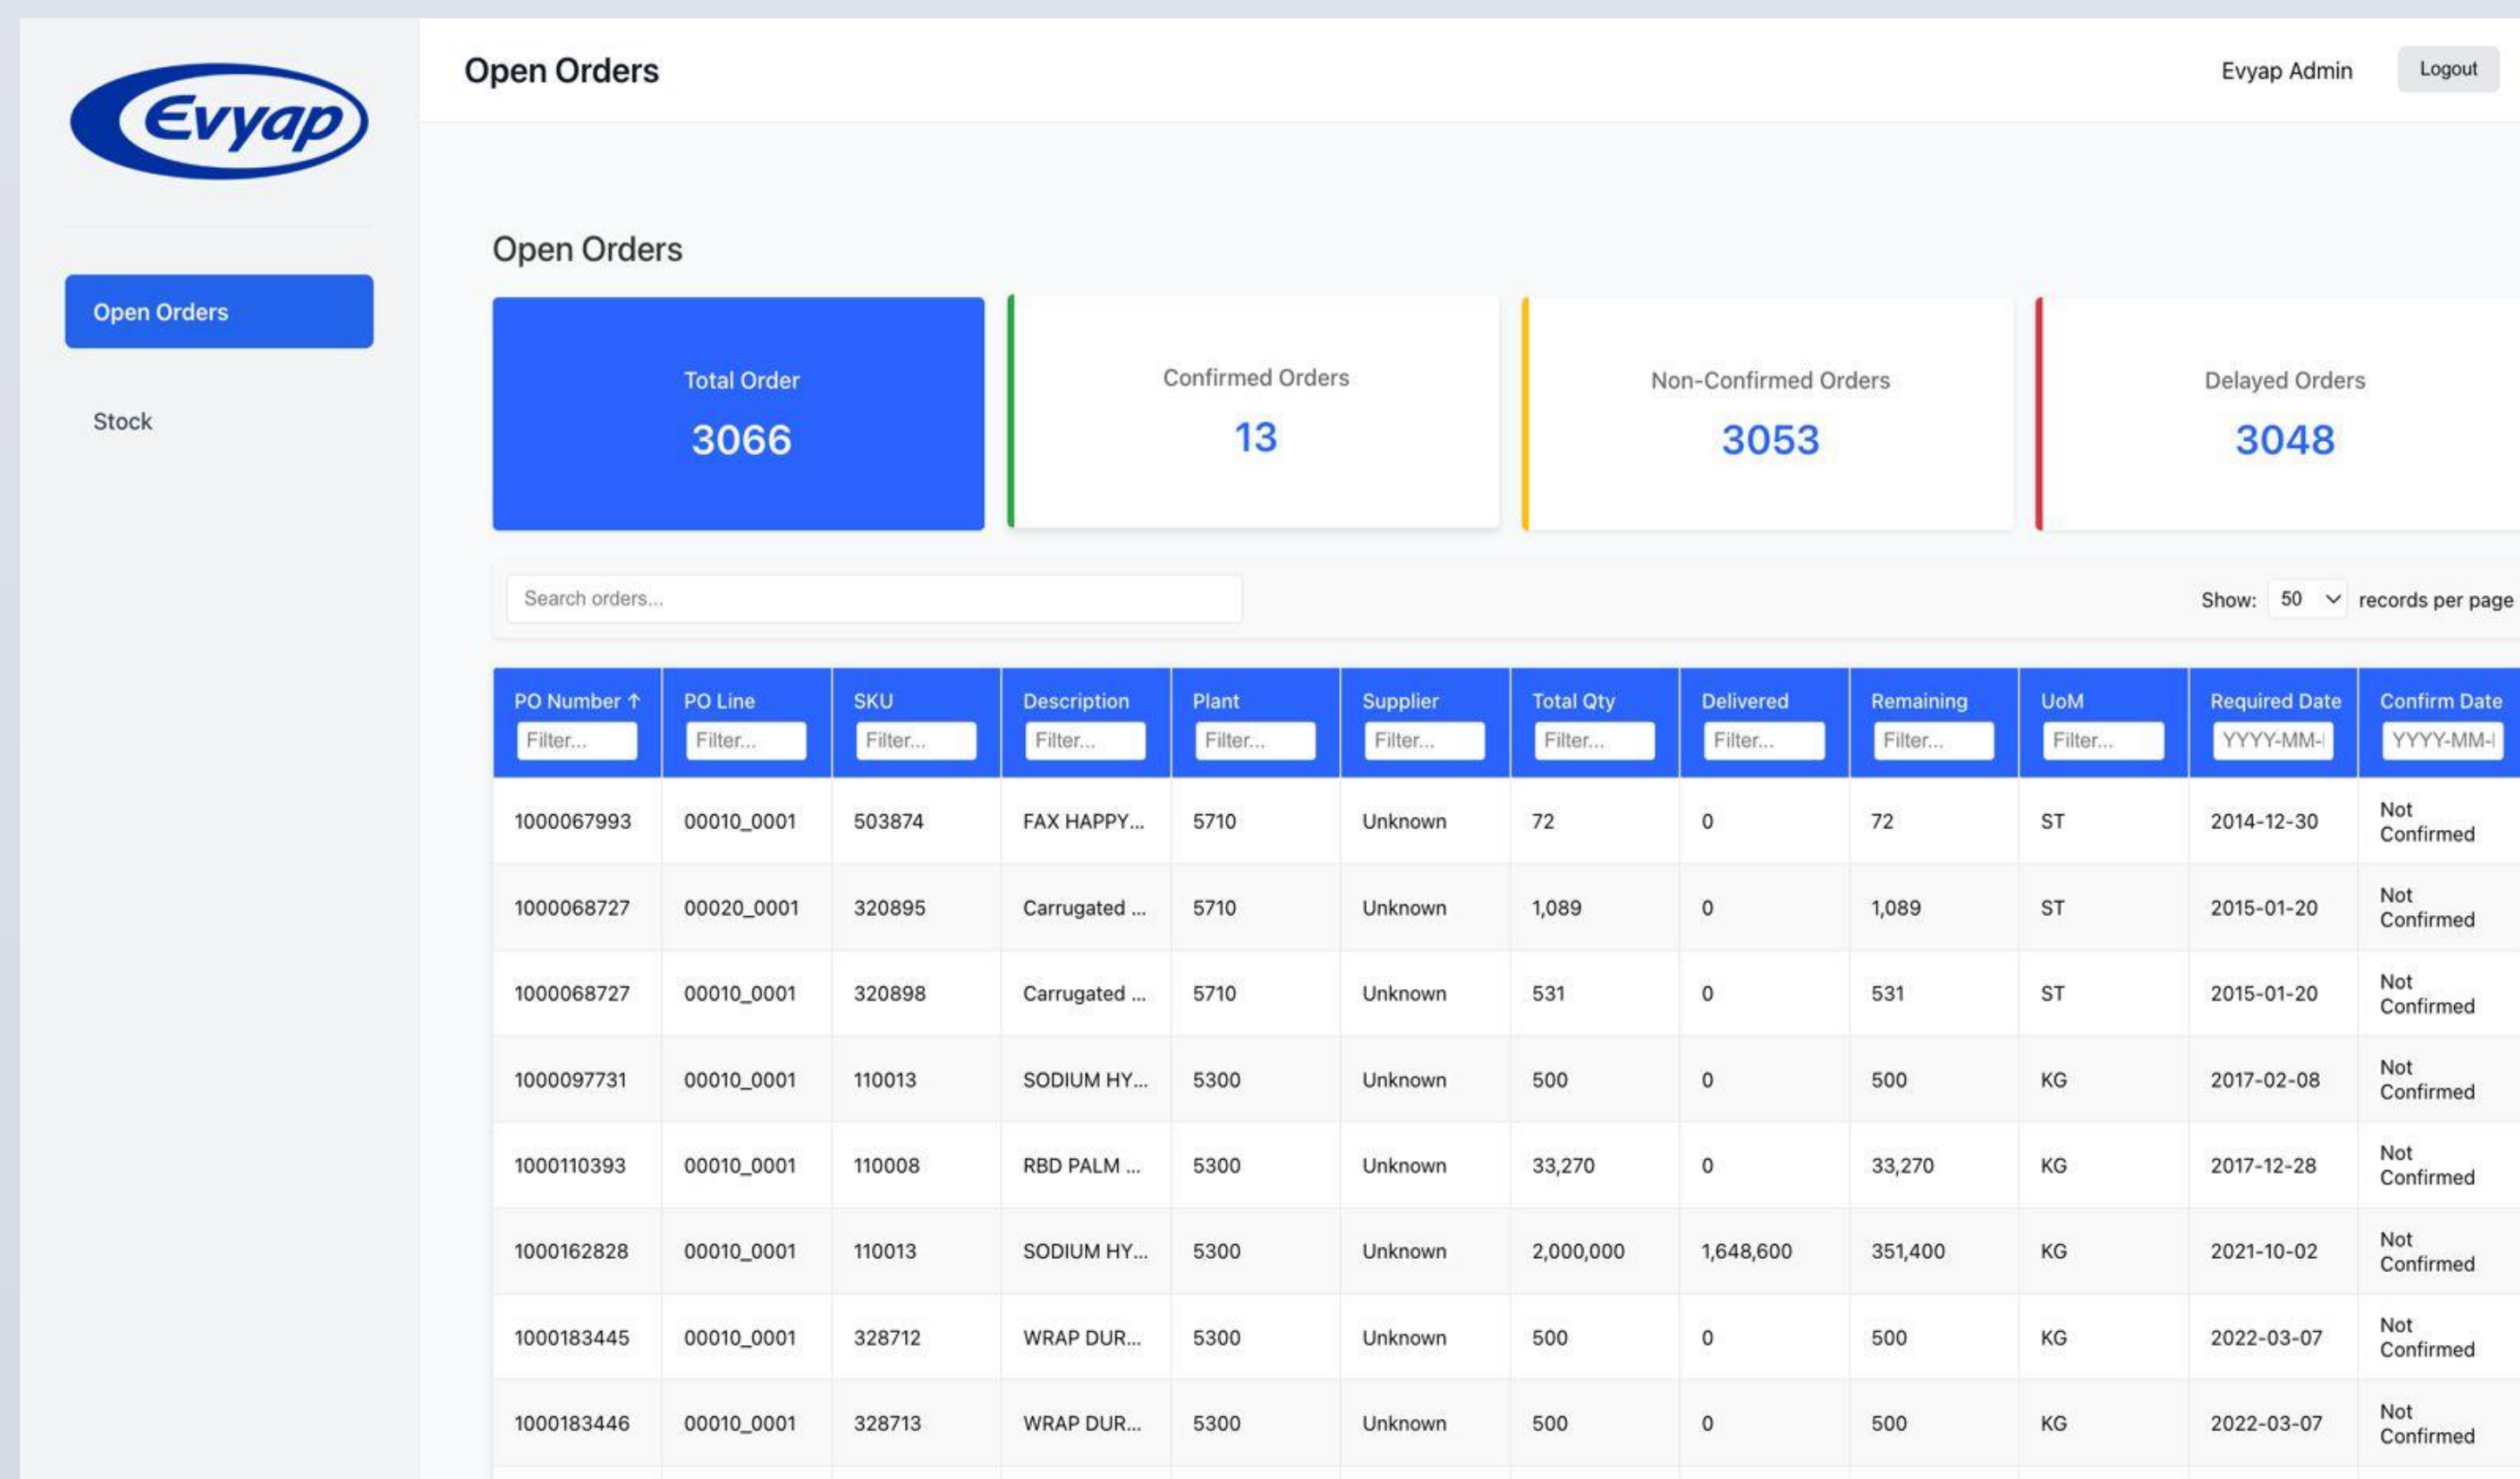 Evyap
Open Orders
Evyap Admin
Logout
Open Orders
Stock
Open Orders
Total Order
3066
Confirmed Orders
13
Non-Confirmed Orders
3053
Delayed Orders
3048
Search orders...
Show: 50 records per page
PO Number ↑ PO Line SKU Description Plant Supplier Total Qty Delivered Remaining UoM Required Date Confirm Date
Filter... Filter... Filter... Filter... Filter... Filter... Filter... Filter... Filter... Filter... YYYY-MM- YYYY-MM-
1000067993 00010_0001 503874 FAX HAPPY... 5710 Unknown 72 0 72 ST 2014-12-30 Not Confirmed
1000068727 00020_0001 320895 Carrugated ... 5710 Unknown 1,089 0 1,089 ST 2015-01-20 Not Confirmed
1000068727 00010_0001 320898 Carrugated ... 5710 Unknown 531 0 531 ST 2015-01-20 Not Confirmed
1000097731 00010_0001 110013 SODIUM HY... 5300 Unknown 500 0 500 KG 2017-02-08 Not Confirmed
1000110393 00010_0001 110008 RBD PALM ... 5300 Unknown 33,270 0 33,270 KG 2017-12-28 Not Confirmed
1000162828 00010_0001 110013 SODIUM HY... 5300 Unknown 2,000,000 1,648,600 351,400 KG 2021-10-02 Not Confirmed
1000183445 00010_0001 328712 WRAP DUR... 5300 Unknown 500 0 500 KG 2022-03-07 Not Confirmed
1000183446 00010_0001 328713 WRAP DUR... 5300 Unknown 500 0 500 KG 2022-03-07 Not Confirmed